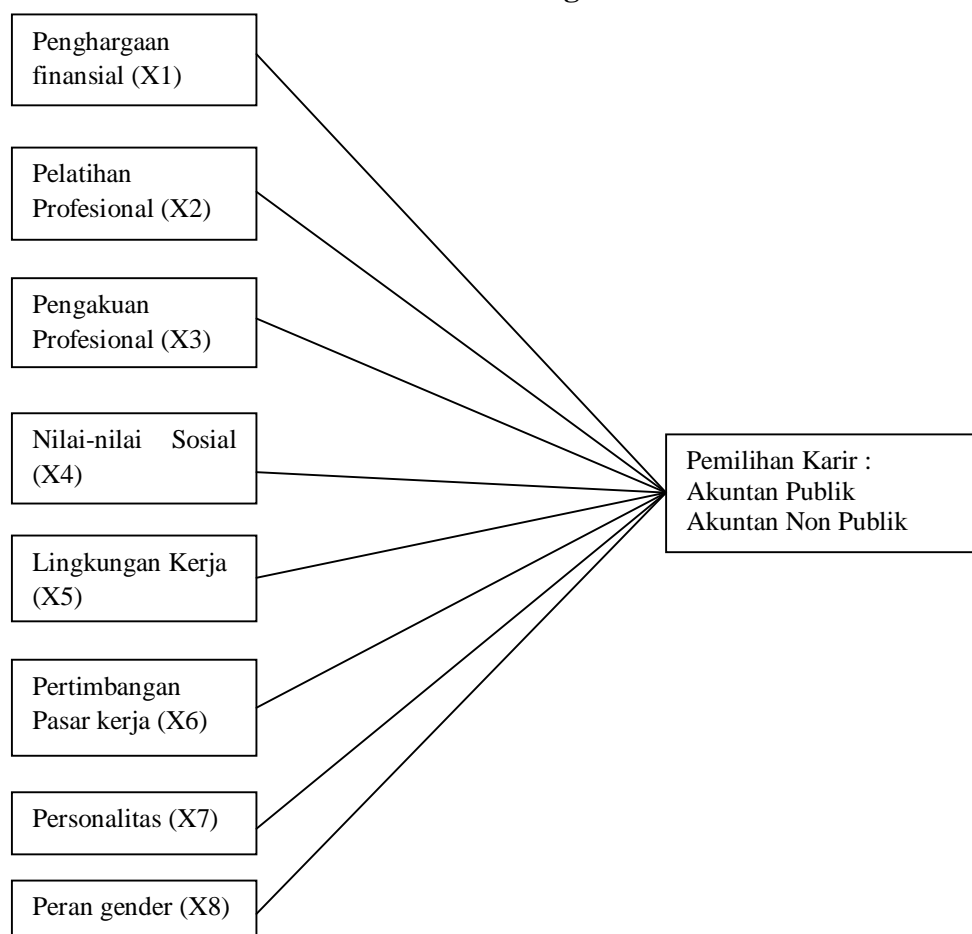 Penghargaan
finansial (X1)
Pelatihan
Profesional (X2)
Pengakuan
Profesional (X3)
Nilai-nilai Sosial
(X4)
Lingkungan Kerja
(X5)
Pertimbangan
Pasar kerja (X6)
Personalitas (X7)
Peran gender (X8)
Pemilihan Karir :
Akuntan Publik
Akuntan Non Publik